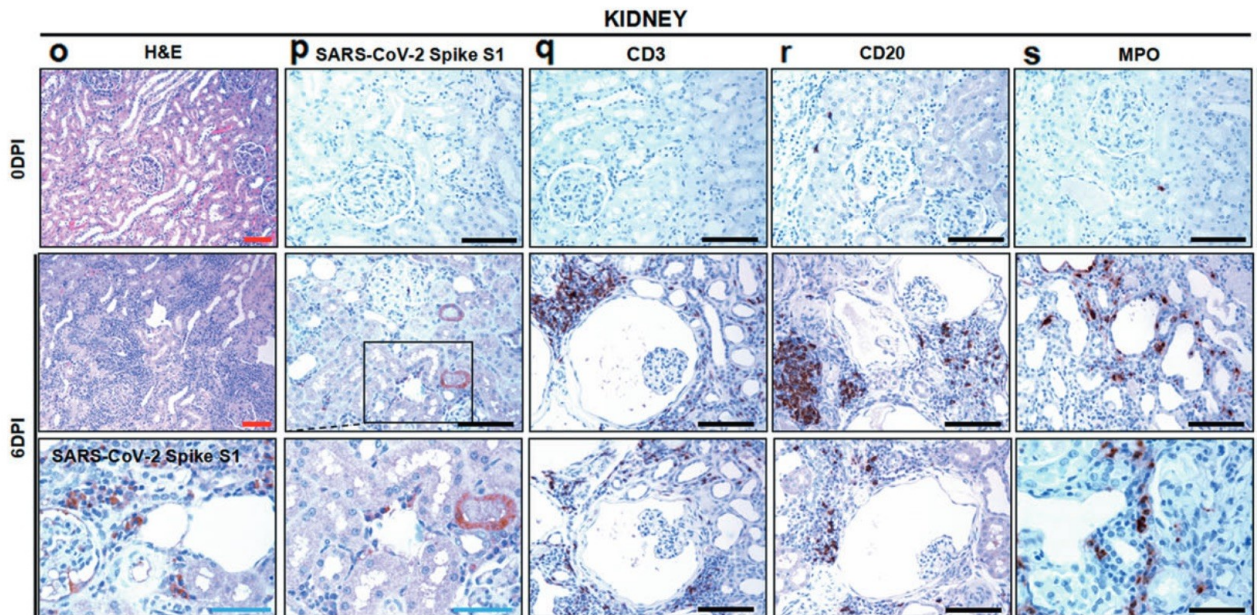 KIDNEY
o H&E p SARS-CoV-2 Spike S1 q CD3 r CD20 s MPO
0DPI
6DPI
SARS-CoV-2 Spike S1